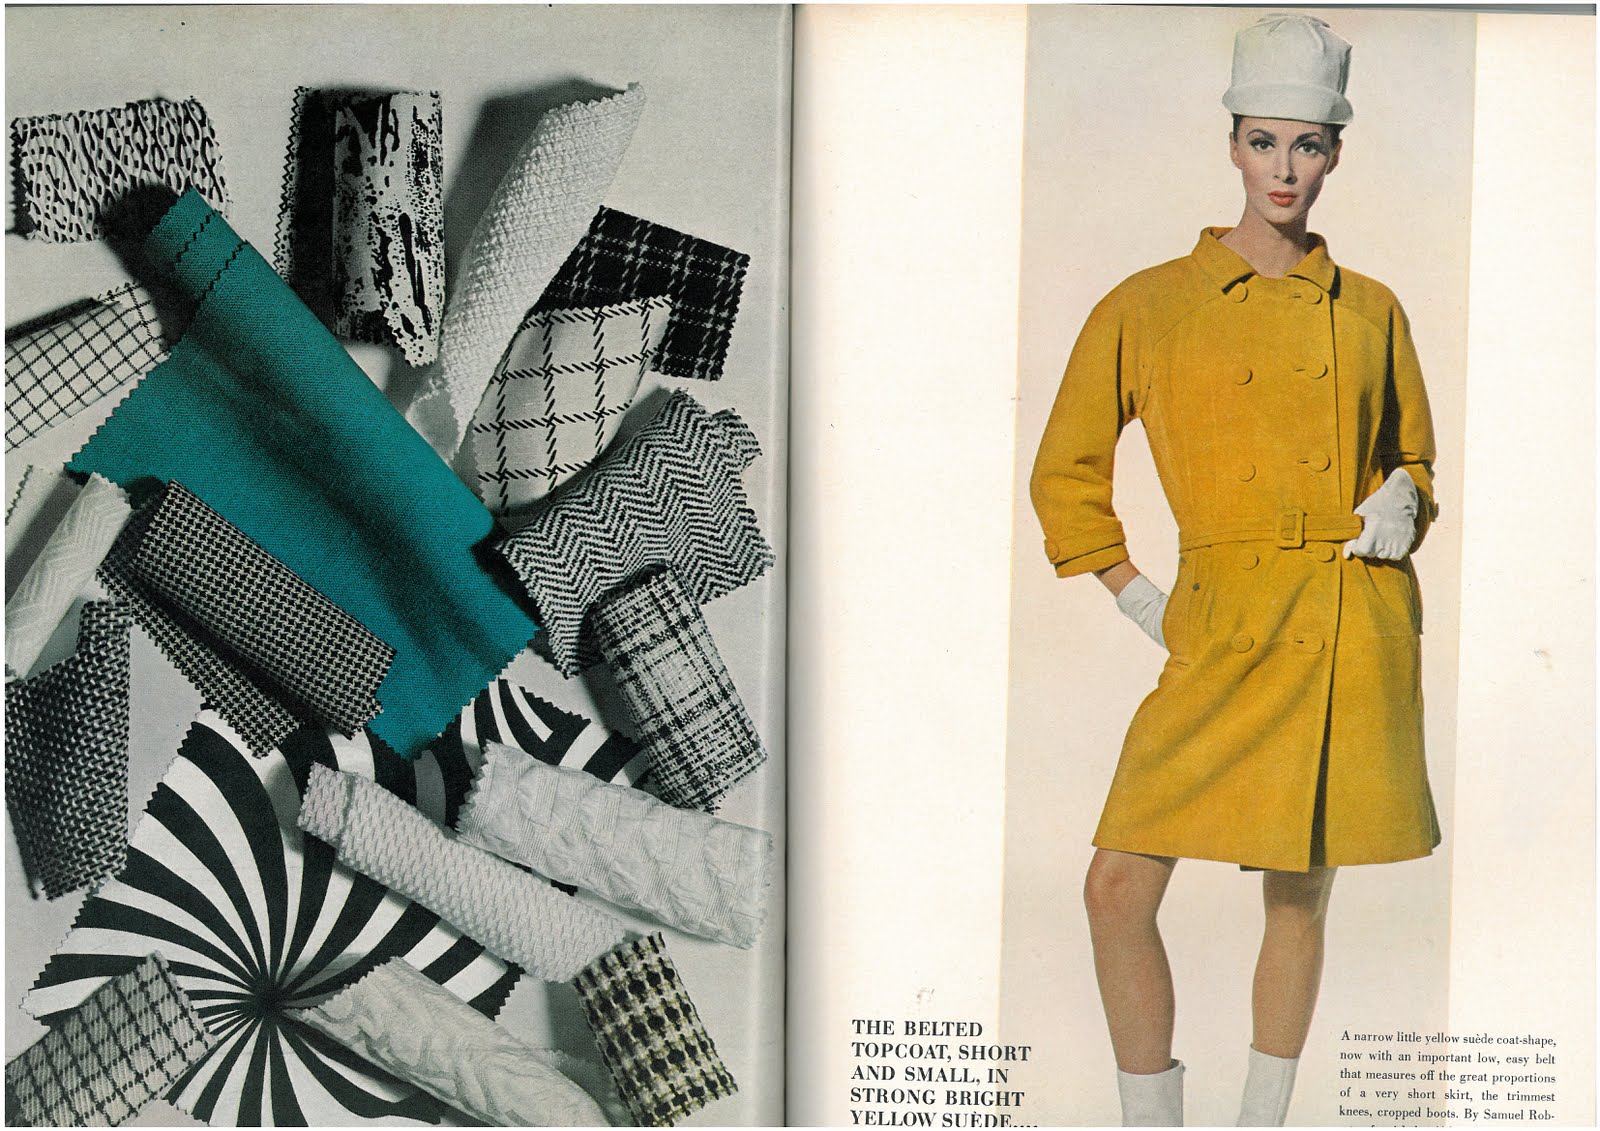 THE BELTED
TOPCOAT, SHORT
AND SMALL, IN
STRONG BRIGHT
YELLOW SUÈDE....
A narrow little yellow suède coat-shape,
now with an important low, easy belt
that measures off the great proportions
of a very short skirt, the trimmest
knees, cropped boots. By Samuel Rob-